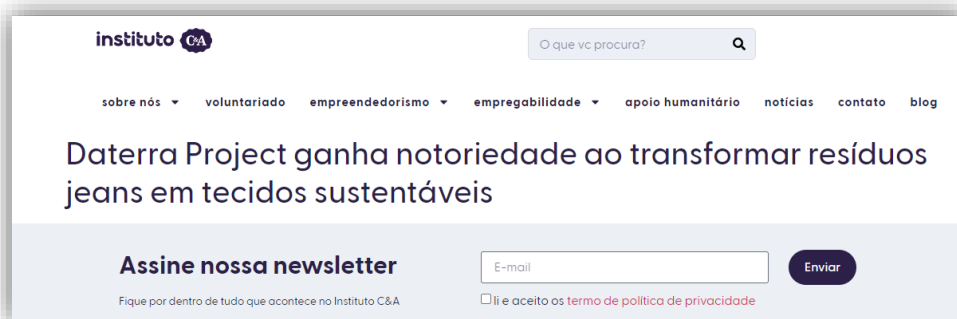 instituto C&A
O que vc procura?
sobre nós voluntariado empreendedorismo empregabilidade apoio humanitário notícias contato blog
Daterra Project ganha notoriedade ao transformar resíduos
jeans em tecidos sustentáveis
Assine nossa newsletter
E-mail
Enviar
Fique por dentro de tudo que acontece no Instituto C&A
li e aceito os termo de política de privacidade